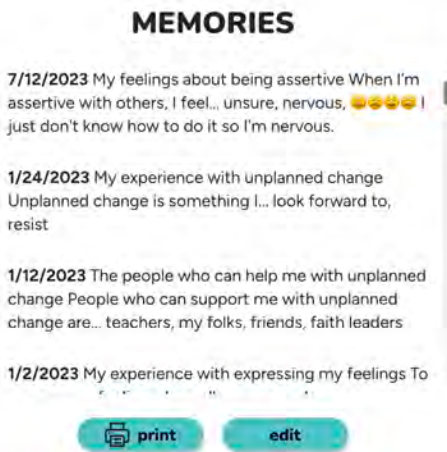 MEMORIES
7/12/2023 My feelings about being assertive When I'm
assertive with others, I feel... unsure, nervous, 😩😩😩😩 I
just don't know how to do it so I'm nervous.
1/24/2023 My experience with unplanned change
Unplanned change is something I... look forward to,
resist
1/12/2023 The people who can help me with unplanned
change People who can support me with unplanned
change are... teachers, my folks, friends, faith leaders
1/2/2023 My experience with expressing my feelings To
print
edit